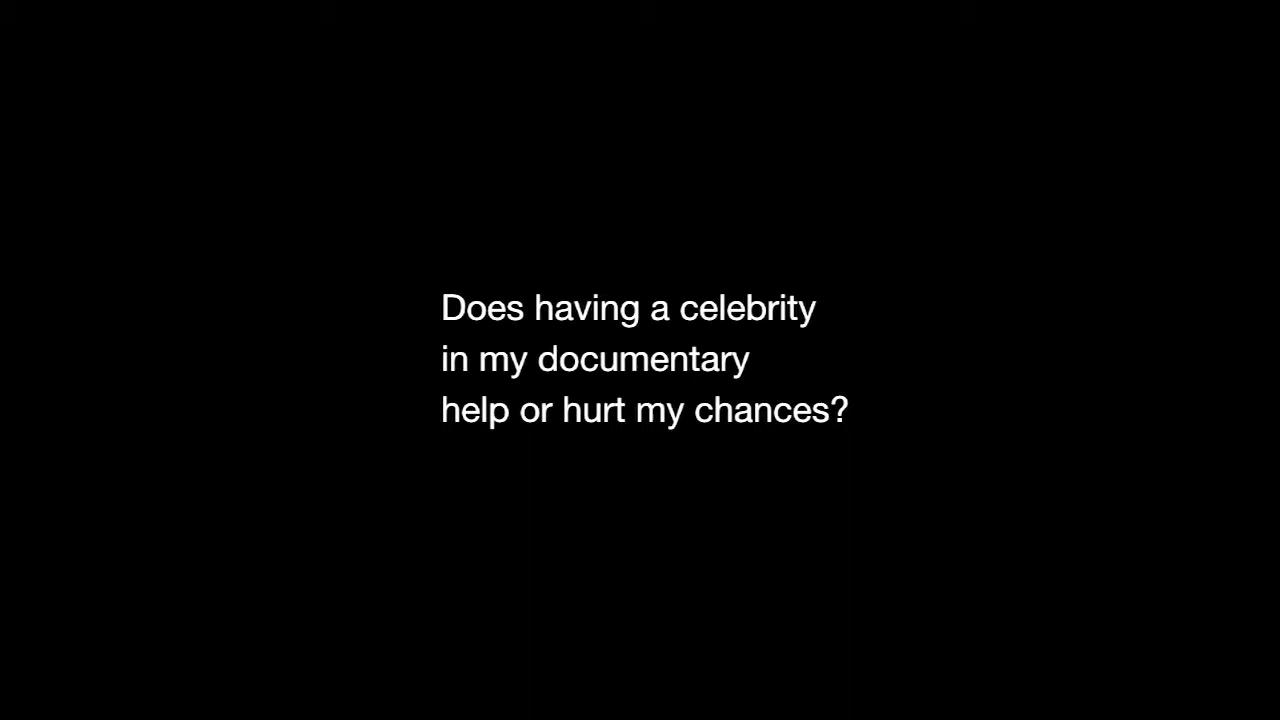 Does having a celebrity
in my documentary
help or hurt my chances?